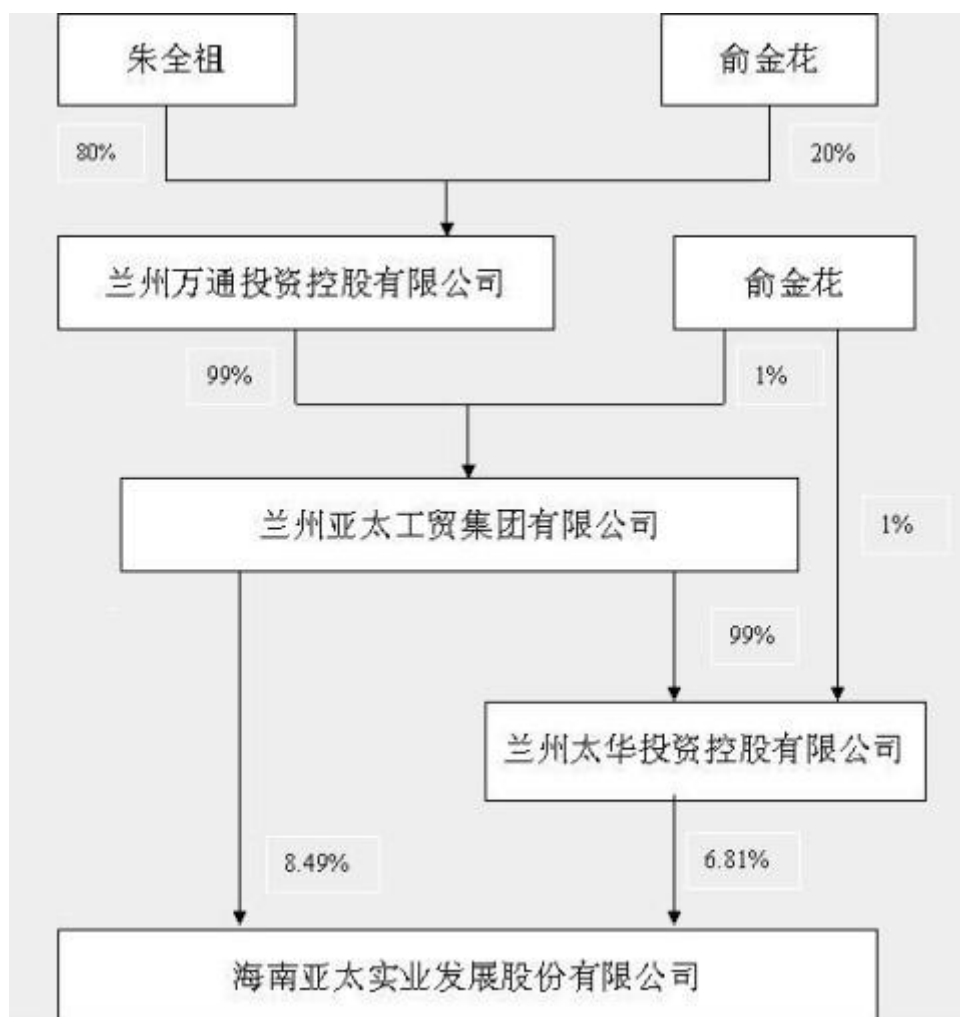 朱全祖
俞金花
80%
20%
兰州万通投资控股有限公司
俞金花
99%
1%
兰州亚太工贸集团有限公司
1%
99%
兰州太华投资控股有限公司
8.49%
6.81%
海南亚太实业发展股份有限公司